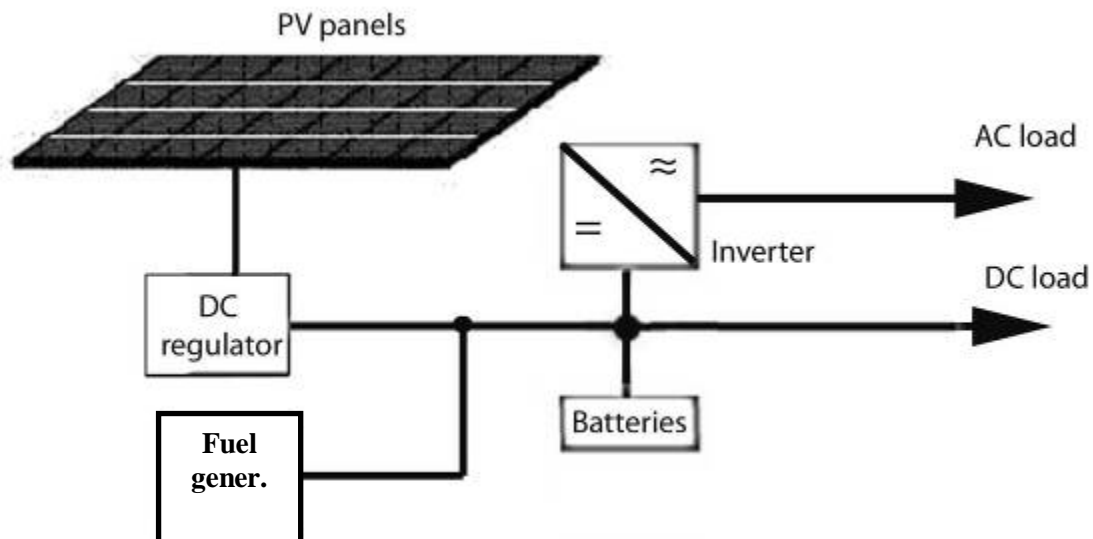 PV panels
AC load
≈
=
Inverter
DC load
DC
regulator
Batteries
Fuel
gener.